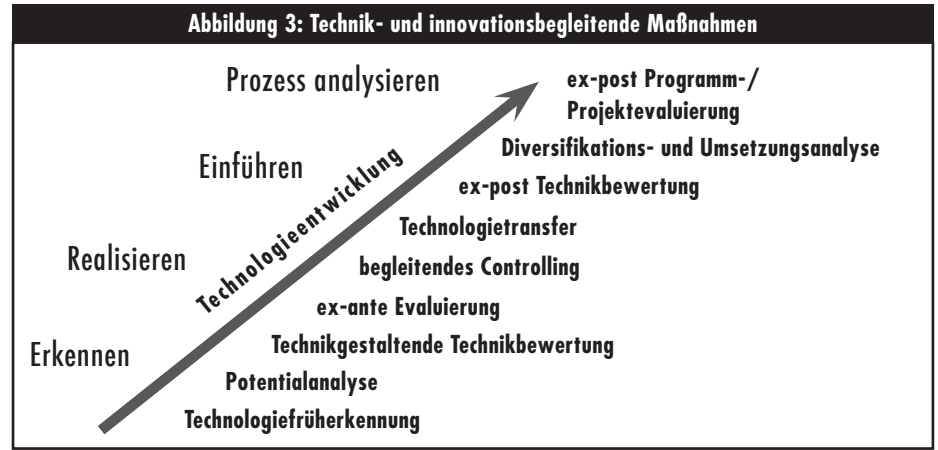 Abbildung 3: Technik- und innovationsbegleitende Maßnahmen
Prozess analysieren
Einführen
Realisieren
Erkennen
Technologieentwicklung
ex-post Programm-/
Projektevaluierung
Diversifikations- und Umsetzungsanalyse
ex-post Technikbewertung
Technologietransfer
begleitendes Controlling
ex-ante Evaluierung
Technikgestaltende Technikbewertung
Potentialanalyse
Technologiefrüherkennung